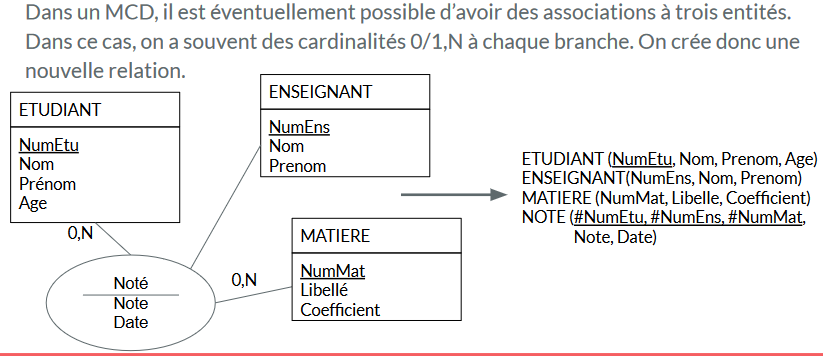 Dans un MCD, il est éventuellement possible d’avoir des associations à trois entités.
Dans ce cas, on a souvent des cardinalités 0/1,N à chaque branche. On crée donc une
nouvelle relation.
ETUDIANT
NumEtu
Nom
Prénom
Age
ENSEIGNANT
NumEns
Nom
Prenom
MATIERE
NumMat
Libellé
Coefficient
0,N
0,N
Noté
Note
Date
ETUDIANT (NumEtu, Nom, Prenom, Age)
ENSEIGNANT(NumEns, Nom, Prenom)
MATIERE (NumMat, Libelle, Coefficient)
NOTE (#NumEtu, #NumEns, #NumMat,
Note, Date)